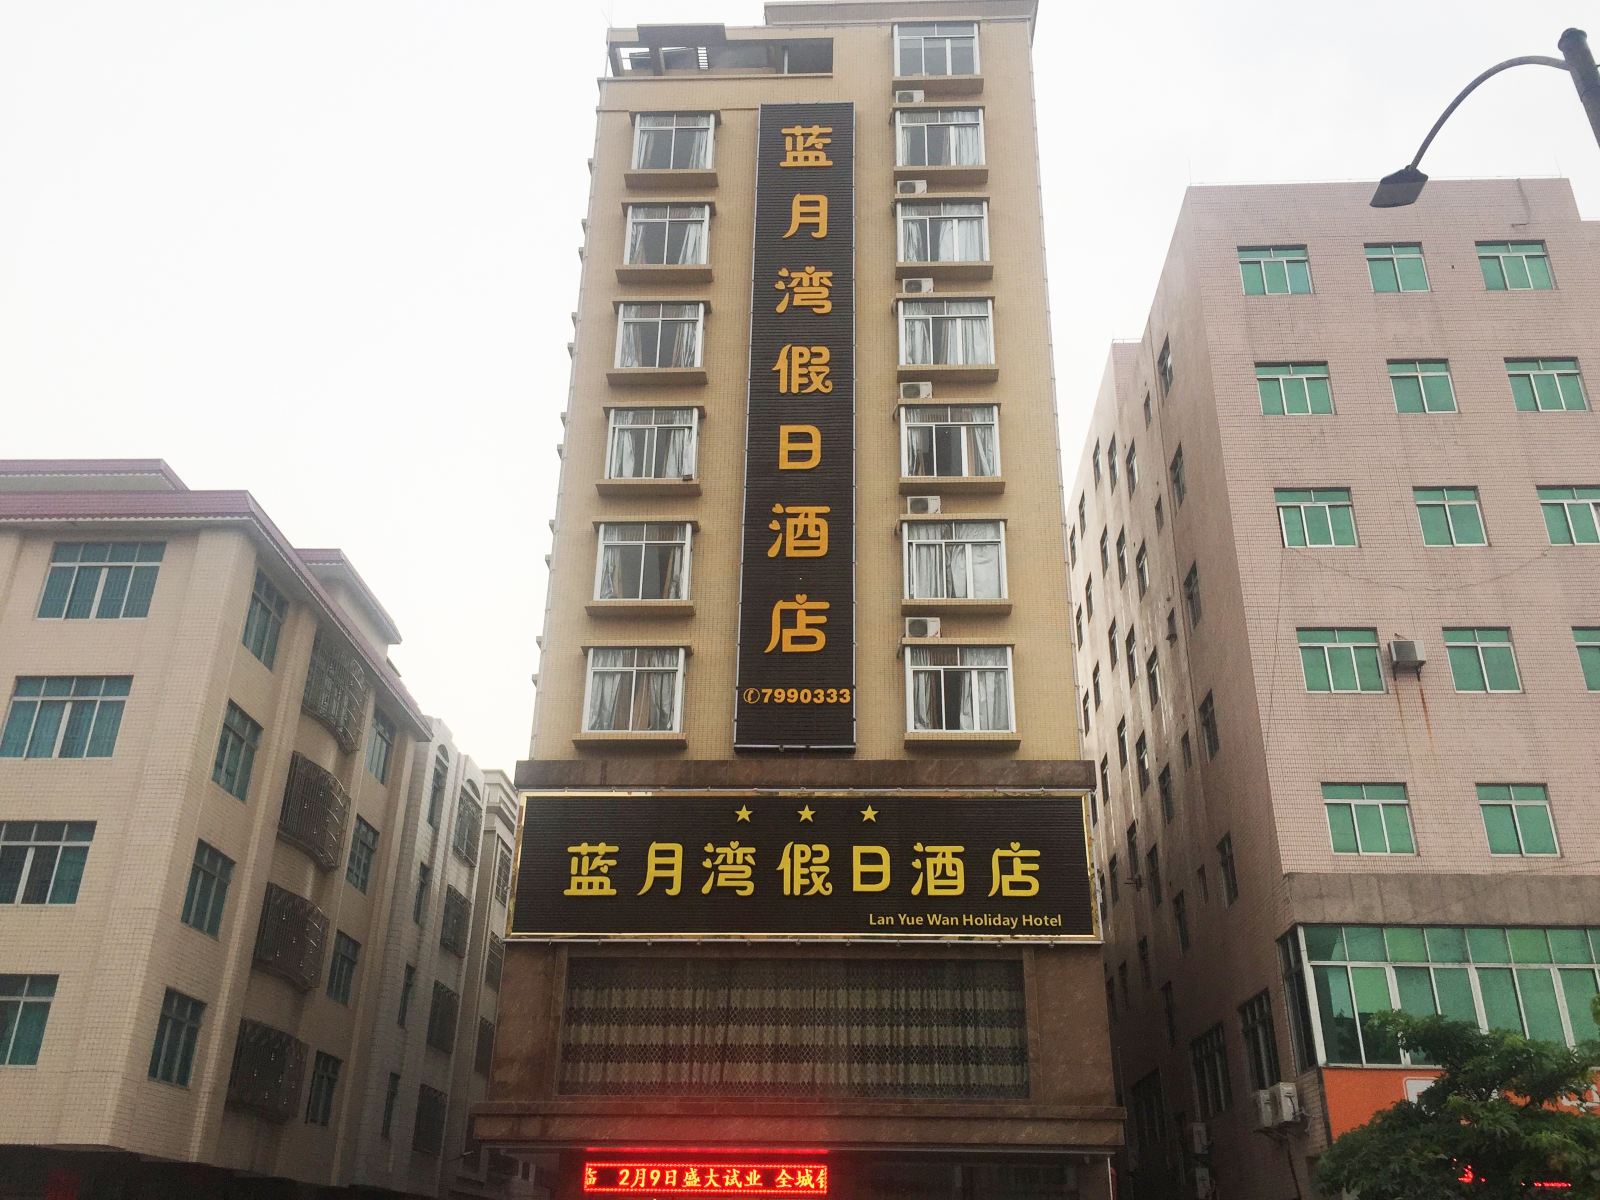 蓝月湾假日酒店
✆7990333
★ ★ ★
蓝月湾假日酒店
Lan Yue Wan Holiday Hotel
临 2月9日盛大试业 全城